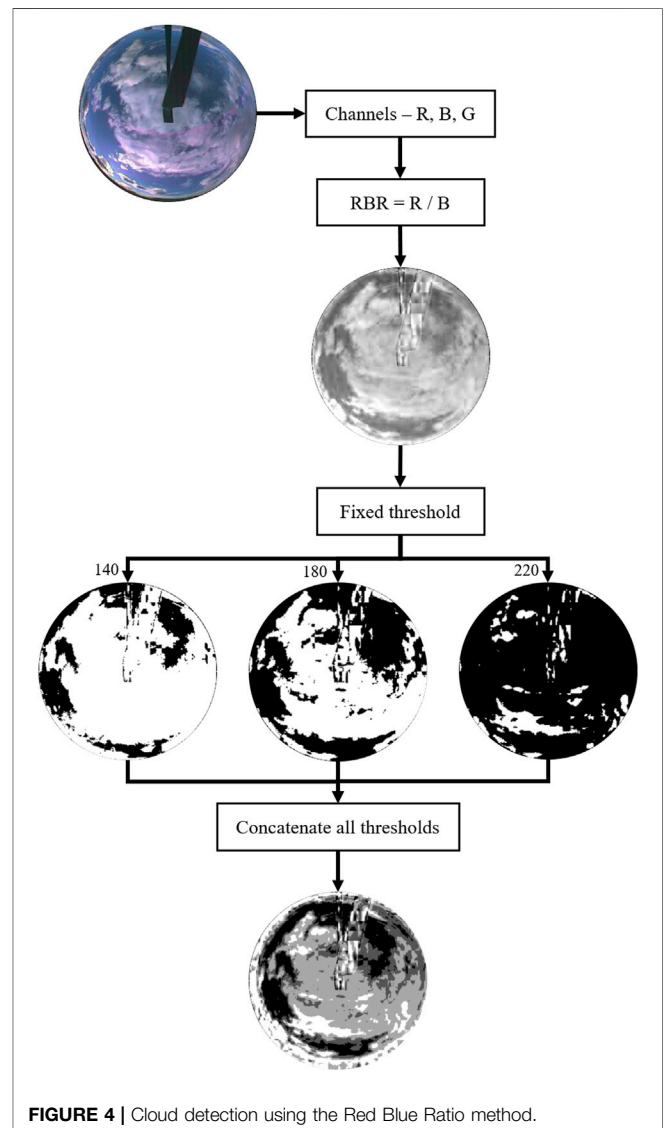 Channels – R, B, G
RBR = R / B
Fixed threshold
140
180
220
Concatenate all thresholds
FIGURE 4 | Cloud detection using the Red Blue Ratio method.